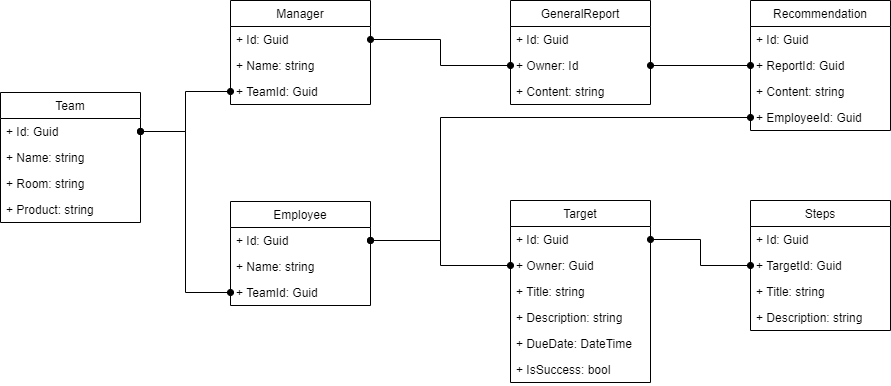 Manager
+ Id: Guid
+ Name: string
+ TeamId: Guid
GeneralReport
+ Id: Guid
+ Owner: Id
+ Content: string
Recommendation
+ Id: Guid
+ ReportId: Guid
+ Content: string
+ EmployeeId: Guid
Team
+ Id: Guid
+ Name: string
+ Room: string
+ Product: string
Employee
+ Id: Guid
+ Name: string
+ TeamId: Guid
Target
+ Id: Guid
+ Owner: Guid
+ Title: string
+ Description: string
+ DueDate: DateTime
+ IsSuccess: bool
Steps
+ Id: Guid
+ TargetId: Guid
+ Title: string
+ Description: string